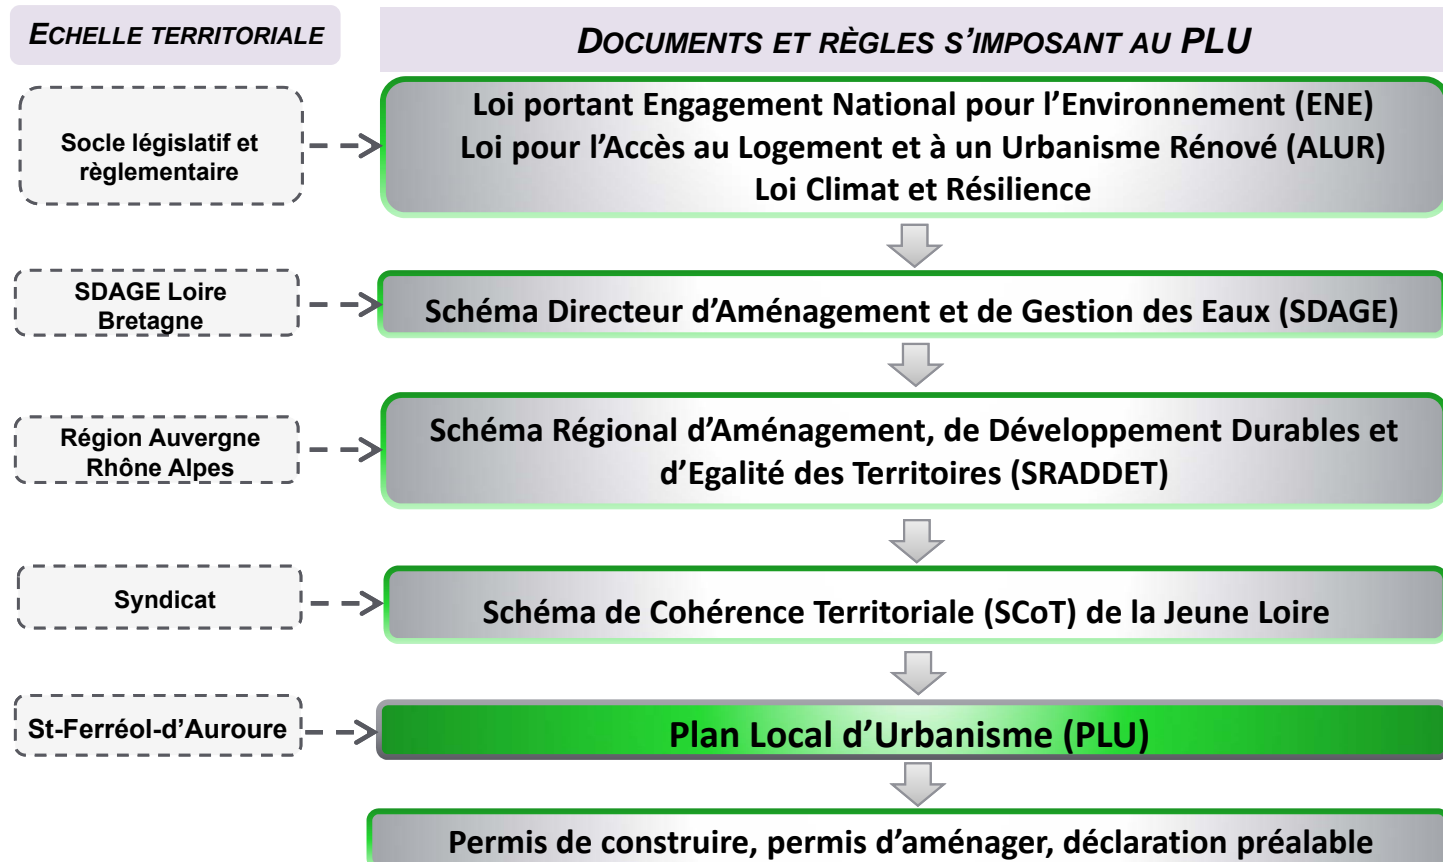 ECHELLE TERRITORIALE
DOCUMENTS ET RÈGLES S’IMPOSANT AU PLU
Socle législatif et
règlementaire
Loi portant Engagement National pour l’Environnement (ENE)
Loi pour l’Accès au Logement et à un Urbanisme Rénové (ALUR)
Loi Climat et Résilience
SDAGE Loire
Bretagne
Schéma Directeur d’Aménagement et de Gestion des Eaux (SDAGE)
Région Auvergne
Rhône Alpes
Schéma Régional d’Aménagement, de Développement Durables et
d’Egalité des Territoires (SRADDET)
Syndicat
Schéma de Cohérence Territoriale (SCoT) de la Jeune Loire
St-Ferréol-d’Auroure
Plan Local d’Urbanisme (PLU)
Permis de construire, permis d’aménager, déclaration préalable